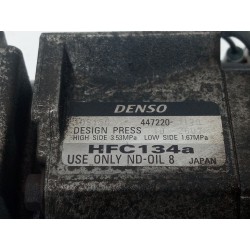 DENSO
447220-
DESIGN PRESS
HIGH SIDE 3.53MPa LOW SIDE 1.67MPa
HFC134a
USE ONLY ND-OIL 8 JAPAN